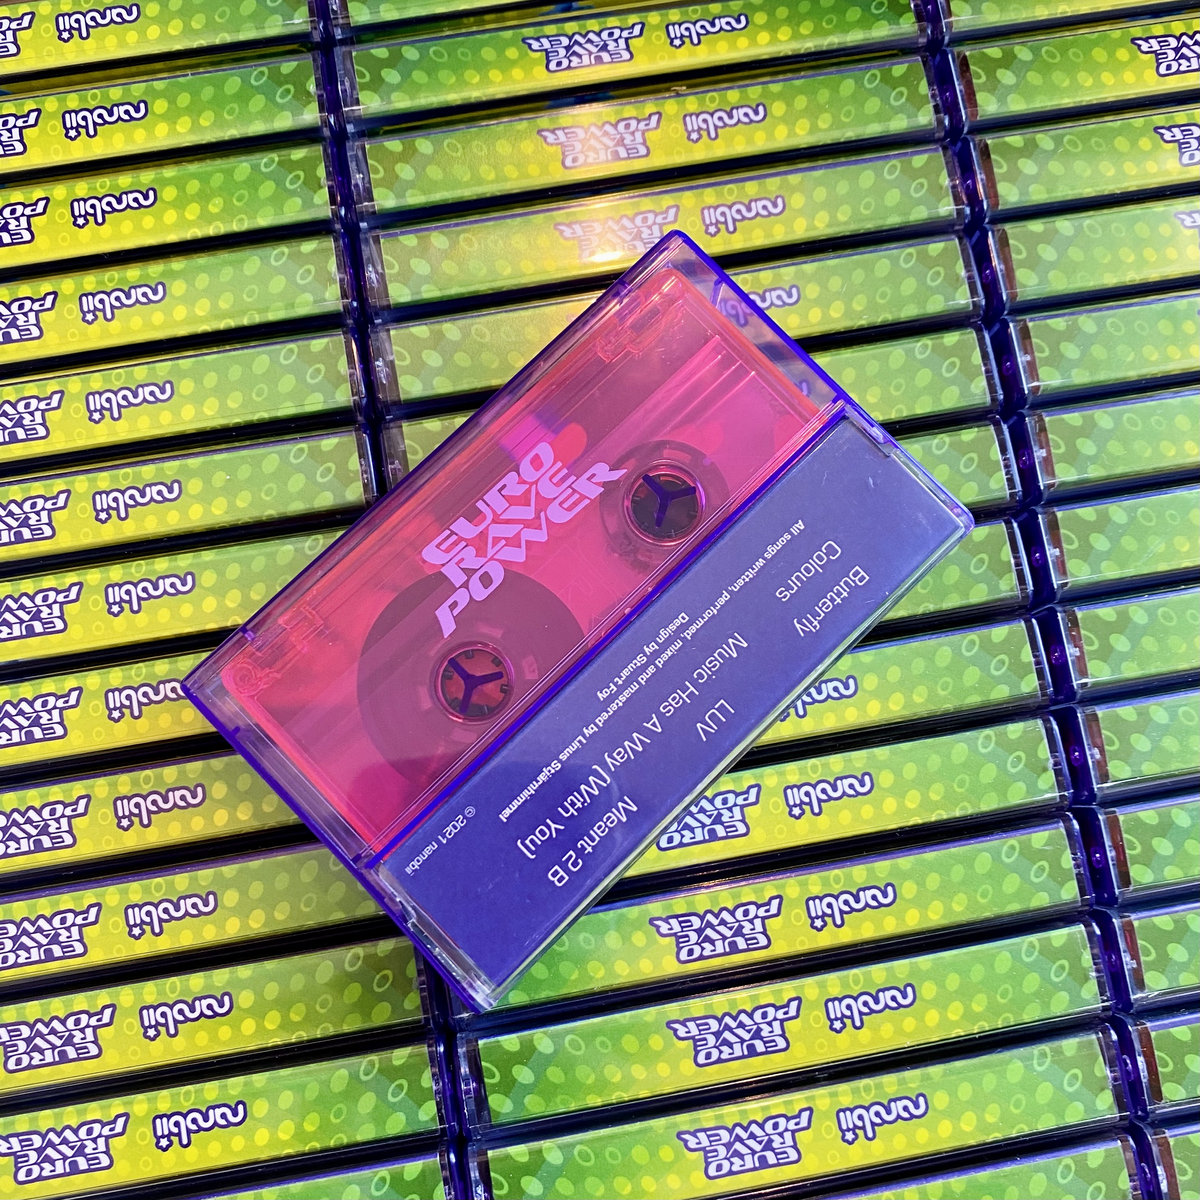 EURO
RAVE
POWER
Butterfly
Colours
Music Has A Way (With You)
LUV
Meant 2 B
All songs written, performed, mixed and mastered by Linus Stjärnhimmel
Design by Stuart Foy
© 2021 nanobii
EURO
RAVE
POWER
nanobii